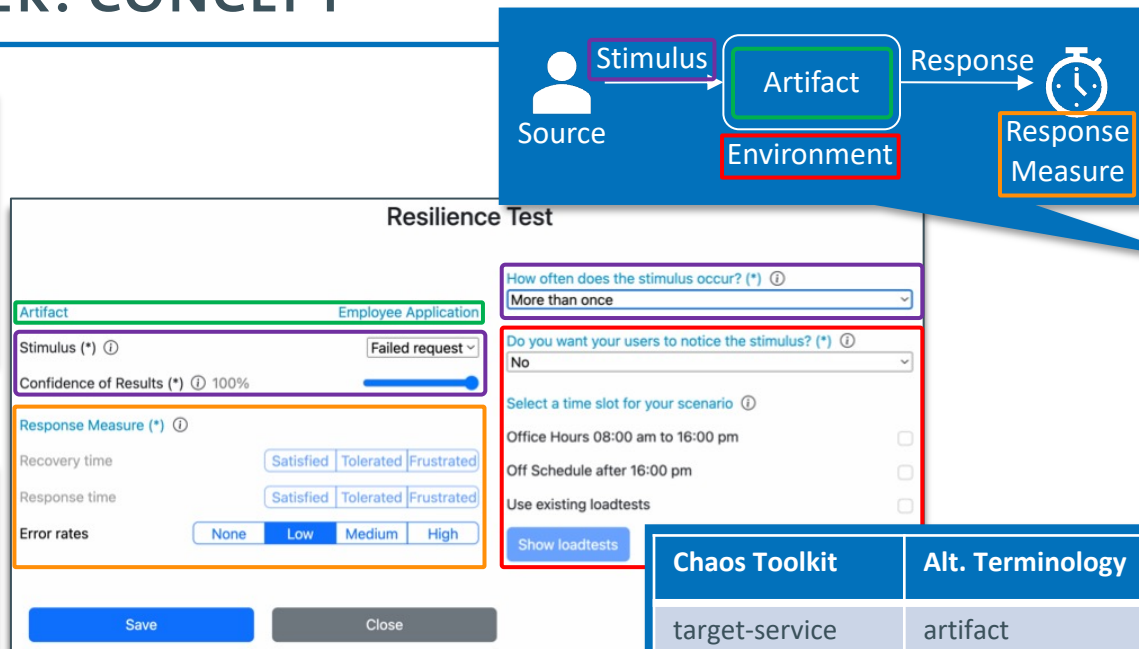 ER: CONCEPT
Stimulus
Artifact
Response
Source
Environment
Response
Measure
Resilience Test
Artifact Employee Application
Stimulus (*) Failed request
Confidence of Results (*) 100%
Response Measure (*)
Recovery time Satisfied Tolerated Frustrated
Response time Satisfied Tolerated Frustrated
Error rates None Low Medium High
Save Close
How often does the stimulus occur? (*)
More than once
Do you want your users to notice the stimulus? (*)
No
Select a time slot for your scenario
Office Hours 08:00 am to 16:00 pm
Off Schedule after 16:00 pm
Use existing loadtests
Show loadtests
Chaos Toolkit Alt. Terminology
target-service artifact